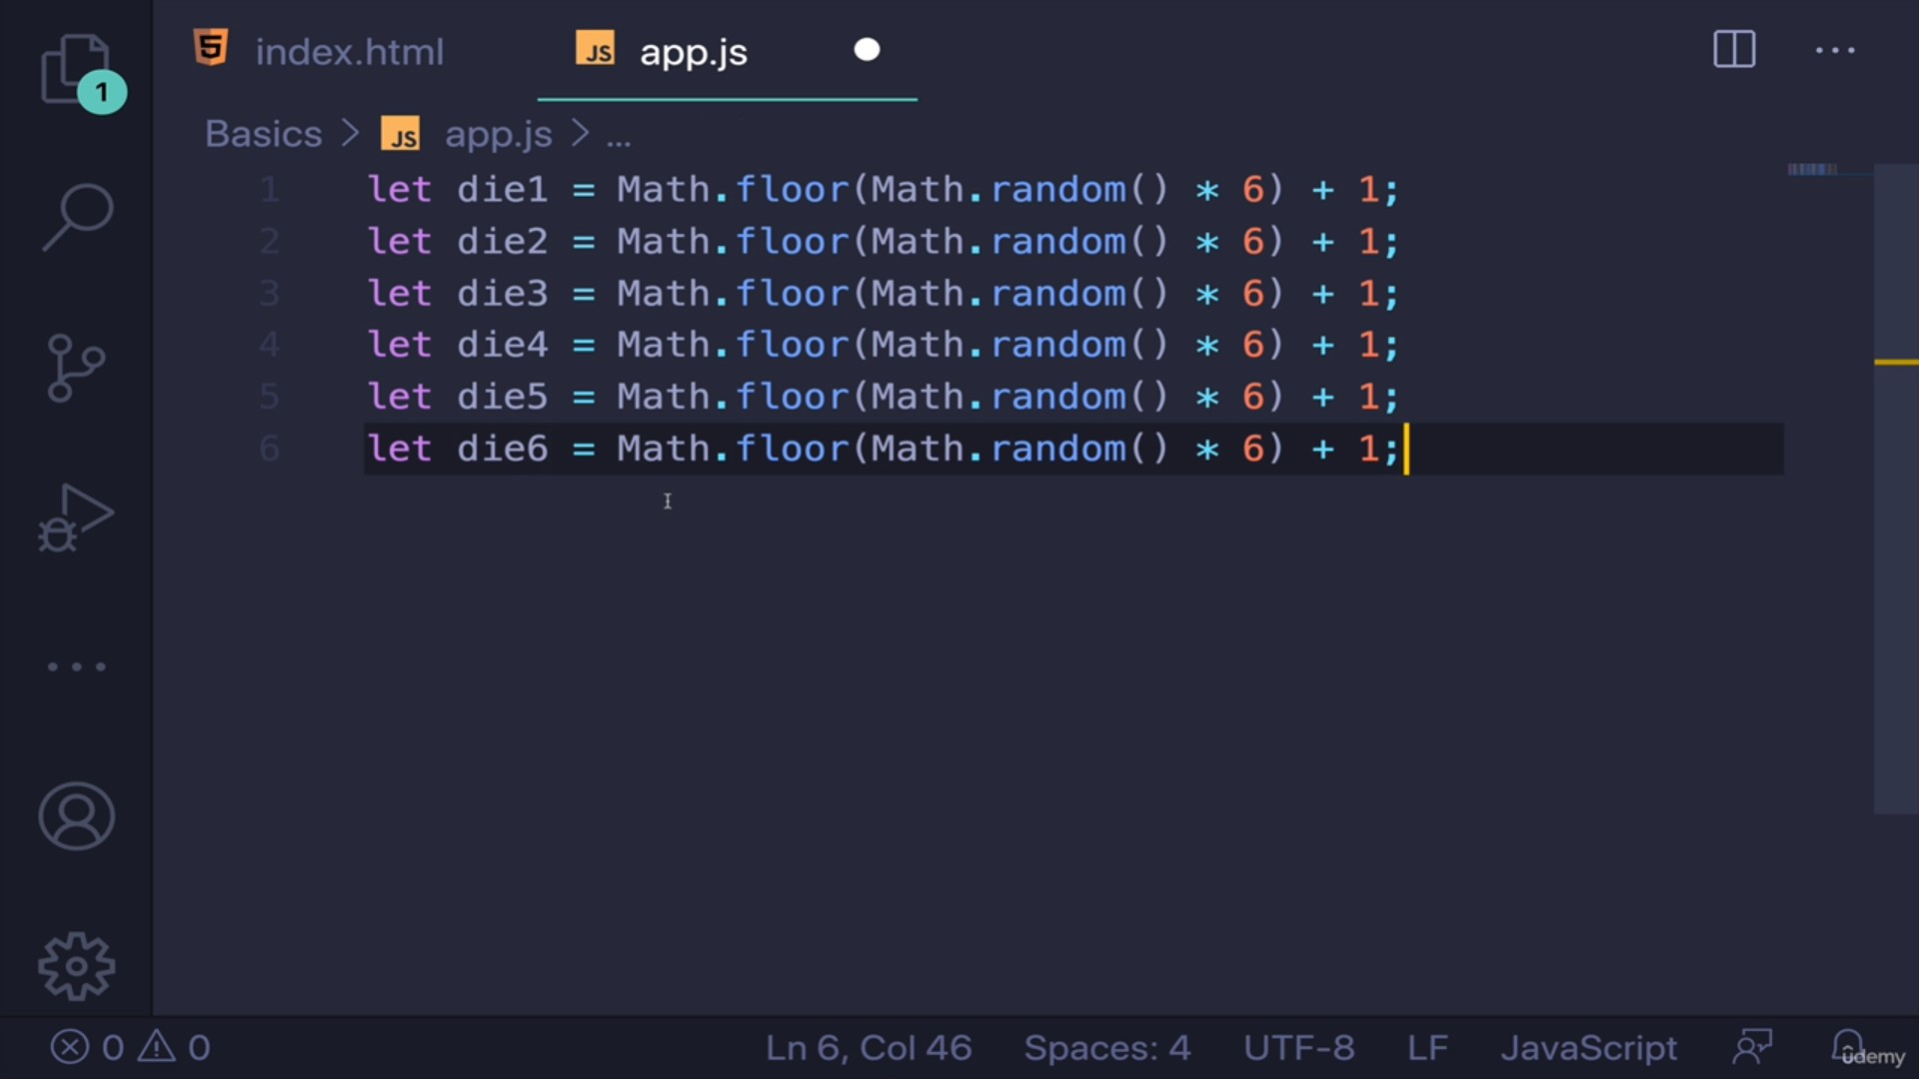 index.html
JS app.js
Basics > JS app.js > ...
1 let die1 = Math.floor(Math.random() * 6) + 1;
2 let die2 = Math.floor(Math.random() * 6) + 1;
3 let die3 = Math.floor(Math.random() * 6) + 1;
4 let die4 = Math.floor(Math.random() * 6) + 1;
5 let die5 = Math.floor(Math.random() * 6) + 1;
6 let die6 = Math.floor(Math.random() * 6) + 1;
1
0 0
Ln 6, Col 46
Spaces: 4
UTF-8
LF
JavaScript
udemy